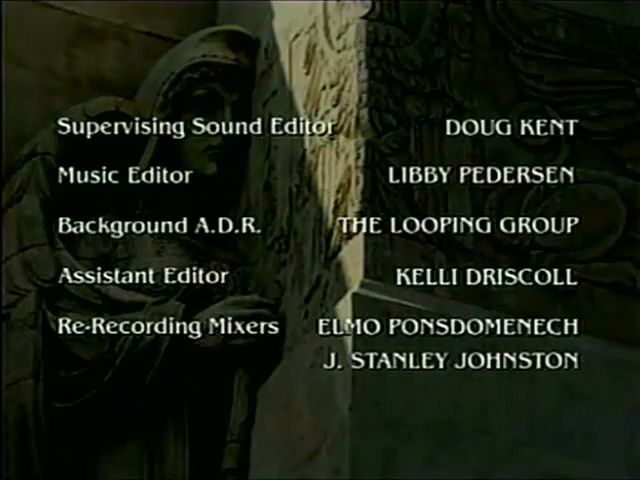 Supervising Sound Editor DOUG KENT
Music Editor LIBBY PEDERSEN
Background A.D.R. THE LOOPING GROUP
Assistant Editor KELLI DRISCOLL
Re-Recording Mixers ELMO PONSDOMENECH
J. STANLEY JOHNSTON